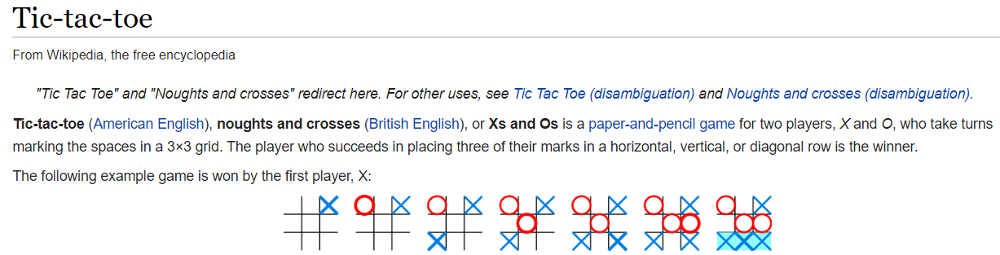 Tic-tac-toe
From Wikipedia, the free encyclopedia
"Tic Tac Toe" and "Noughts and crosses" redirect here. For other uses, see Tic Tac Toe (disambiguation) and Noughts and crosses (disambiguation).
Tic-tac-toe (American English), noughts and crosses (British English), or Xs and Os is a paper-and-pencil game for two players, X and O, who take turns
marking the spaces in a 3×3 grid. The player who succeeds in placing three of their marks in a horizontal, vertical, or diagonal row is the winner.
The following example game is won by the first player, X: